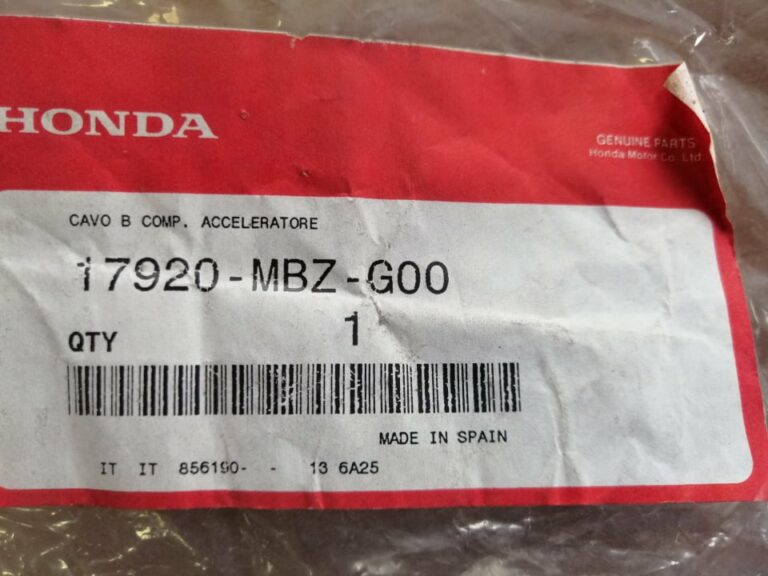 HONDA
GENUINE PARTS
Honda Motor Co. Ltd.
CAVO B COMP. ACCELERATORE
17920-MBZ-G00
QTY 1
MADE IN SPAIN
IT IT 856190- - 13 6A25